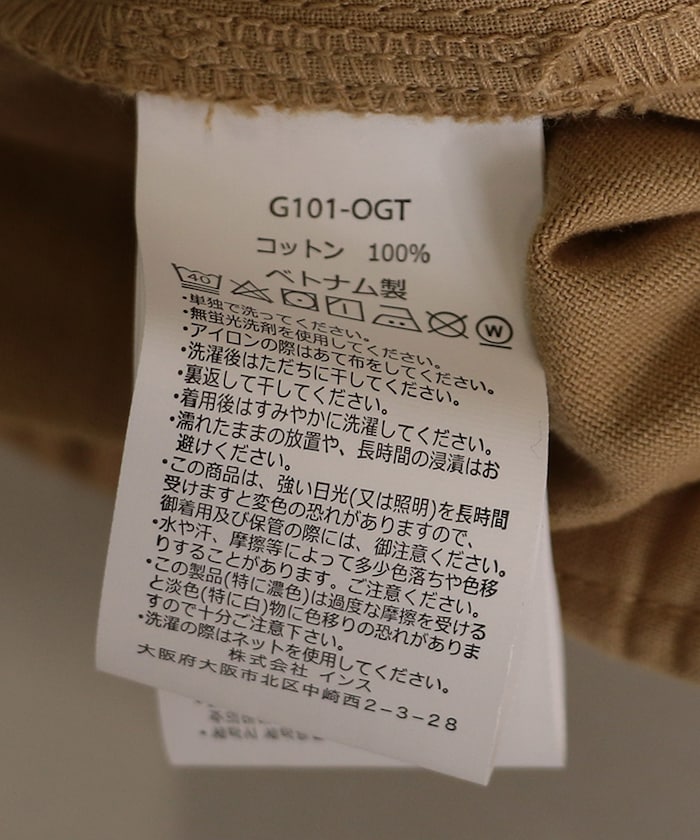 G101-OGT
コットン 100%
ベトナム製
40 W
・単独で洗ってください。
・無蛍光洗剤を使用してください。
・アイロンの際はあて布をしてください。
・洗濯後はただちに干してください。
・裏返して干してください。
・着用後はすみやかに洗濯してください。
・濡れたままの放置や、長時間の浸漬はお
避けください。
・この商品は、強い日光(又は照明)を長時間
受けますと変色の恐れがありますので、
御着用及び保管の際には、御注意ください。
・水や汗、摩擦等によって多少色落ちや色移
りすることがあります。ご注意ください。
・この製品(特に濃色)は過度な摩擦を受ける
と淡色(特に白)物に色移りの恐れがありま
すので十分ご注意下さい。
・洗濯の際はネットを使用してください。
株式会社 インス
大阪府大阪市北区中崎西2-3-28